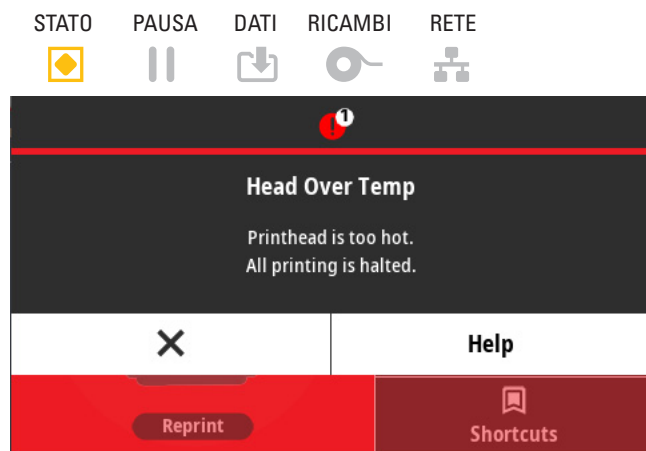 STATO PAUSA DATI RICAMBI RETE
1
Head Over Temp
Printhead is too hot.
All printing is halted.
Help
Reprint
Shortcuts